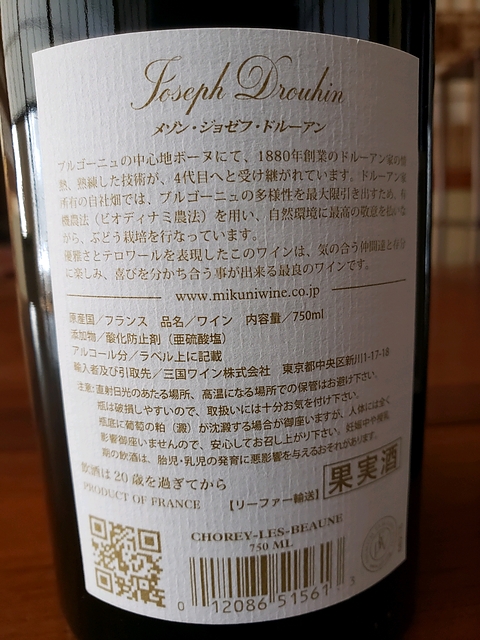 Joseph Drouhin
メゾン・ジョゼフ・ドルーアン
ブルゴーニュの中心地ボーヌにて、1880年創業のドルーアン家の情
熱、熟練した技術が、4代目へと受け継がれています。ドルーアン家
所有の自社畑では、ブルゴーニュの多様性を最大限引き出すため、有
機農法（ビオディナミ農法）を用い、自然環境に最高の敬意を払いな
がら、ぶどう栽培を行なっています。
優雅さとテロワールを表現したこのワインは、気の合う仲間達と存分
に楽しみ、喜びを分かち合う事が出来る最良のワインです。
www.mikuniwine.co.jp
原産国／フランス 品名／ワイン 内容量／750ml
添加物／酸化防止剤（亜硫酸塩）
アルコール分／ラベル上に記載
輸入者及び引取先／三国ワイン株式会社 東京都中央区新川1-17-18
注意：直射日光のあたる場所、高温になる場所での保管はお避け下さい。
瓶は破損しやすいので、取扱いには十分お気を付け下さい。
瓶底に葡萄の粕（澱）が沈澱する場合が御座いますが、人体には全く
影響御座いませんので、安心してお召し上がり下さい。妊娠中や授乳
期の飲酒は、胎児・乳児の発育に悪影響を与えるおそれがあります。
飲酒は20歳を過ぎてから
果実酒
PRODUCT OF FRANCE 【リーファー輸送】
CHOREY-LES-BEAUNE
750 ML
0 12086 51561 3